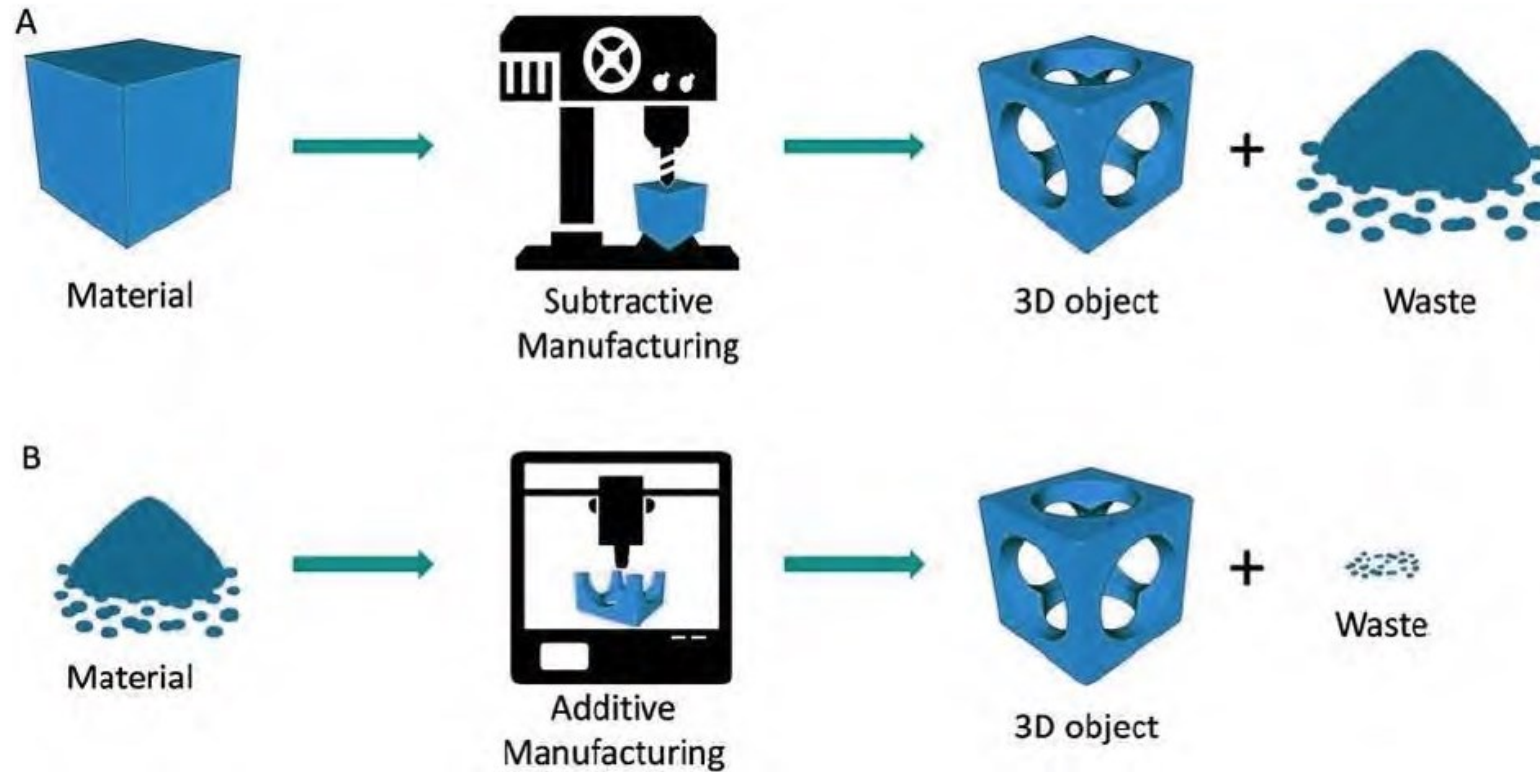 A
Material
Subtractive
Manufacturing
3D object
+
Waste
B
Material
Additive
Manufacturing
3D object
+
Waste